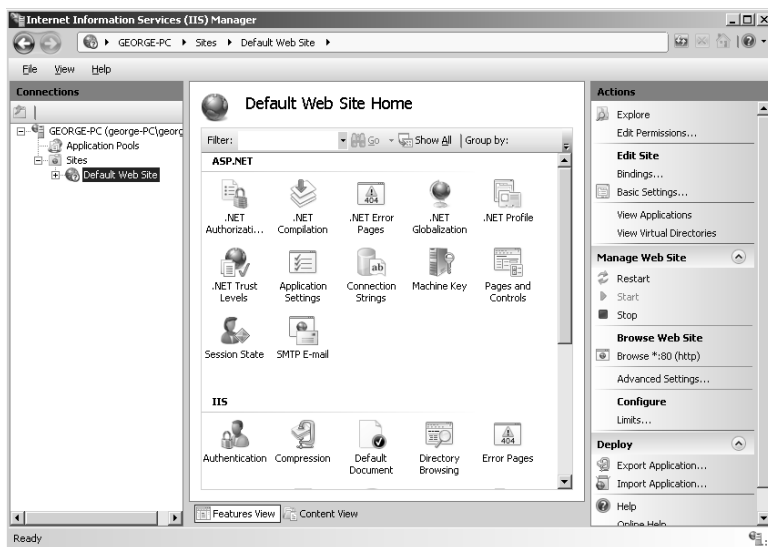 Internet Information Services (IIS) Manager
GEORGE-PC Sites Default Web Site
File View Help
Connections
GEORGE-PC (george-PC\georg
Application Pools
Sites
Default Web Site
Default Web Site Home
Filter: Go Show All Group by:
ASP.NET
.NET Authorizati...
.NET Compilation
.NET Error Pages
.NET Globalization
.NET Profile
.NET Trust Levels
Application Settings
Connection Strings
Machine Key
Pages and Controls
Session State
SMTP E-mail
IIS
Authentication
Compression
Default Document
Directory Browsing
Error Pages
Features View Content View
Actions
Explore
Edit Permissions...
Edit Site
Bindings...
Basic Settings...
View Applications
View Virtual Directories
Manage Web Site
Restart
Start
Stop
Browse Web Site
Browse *:80 (http)
Advanced Settings...
Configure
Limits...
Deploy
Export Application...
Import Application...
Help
Online Help
Ready